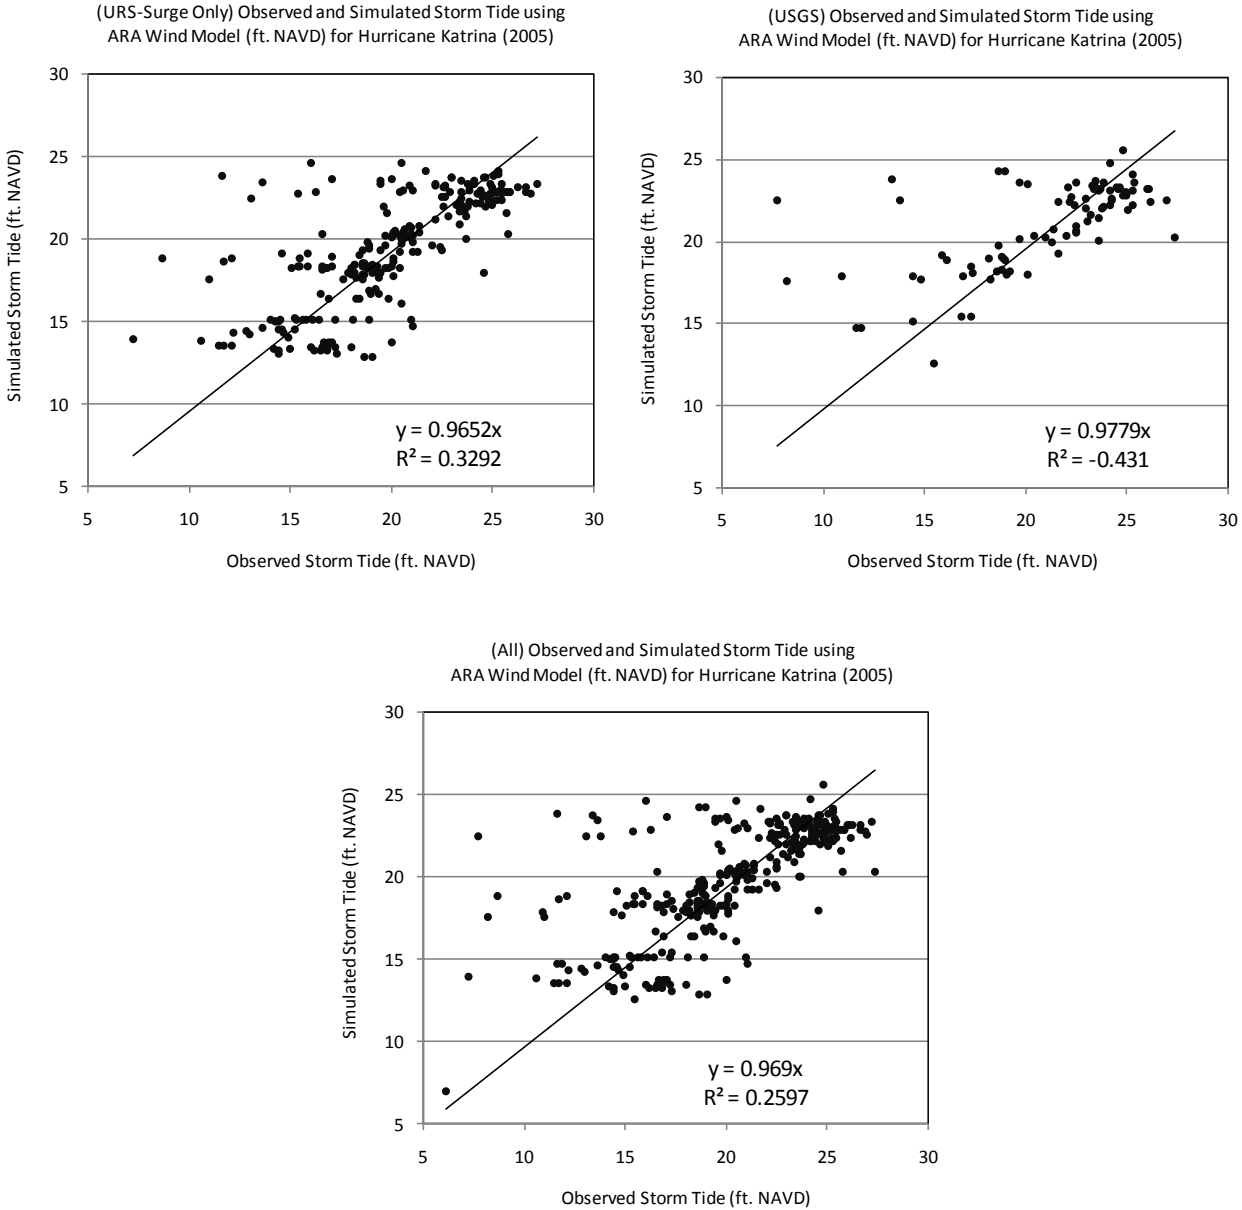 (URS-Surge Only) Observed and Simulated Storm Tide using
ARA Wind Model (ft. NAVD) for Hurricane Katrina (2005)
30
25
20
15
10
5
Simulated Storm Tide (ft. NAVD)
y = 0.9652x
R² = 0.3292
5 10 15 20 25 30
Observed Storm Tide (ft. NAVD)
(USGS) Observed and Simulated Storm Tide using
ARA Wind Model (ft. NAVD) for Hurricane Katrina (2005)
30
25
20
15
10
5
Simulated Storm Tide (ft. NAVD)
y = 0.9779x
R² = -0.431
5 10 15 20 25 30
Observed Storm Tide (ft. NAVD)
(All) Observed and Simulated Storm Tide using
ARA Wind Model (ft. NAVD) for Hurricane Katrina (2005)
30
25
20
15
10
5
Simulated Storm Tide (ft. NAVD)
y = 0.969x
R² = 0.2597
5 10 15 20 25 30
Observed Storm Tide (ft. NAVD)